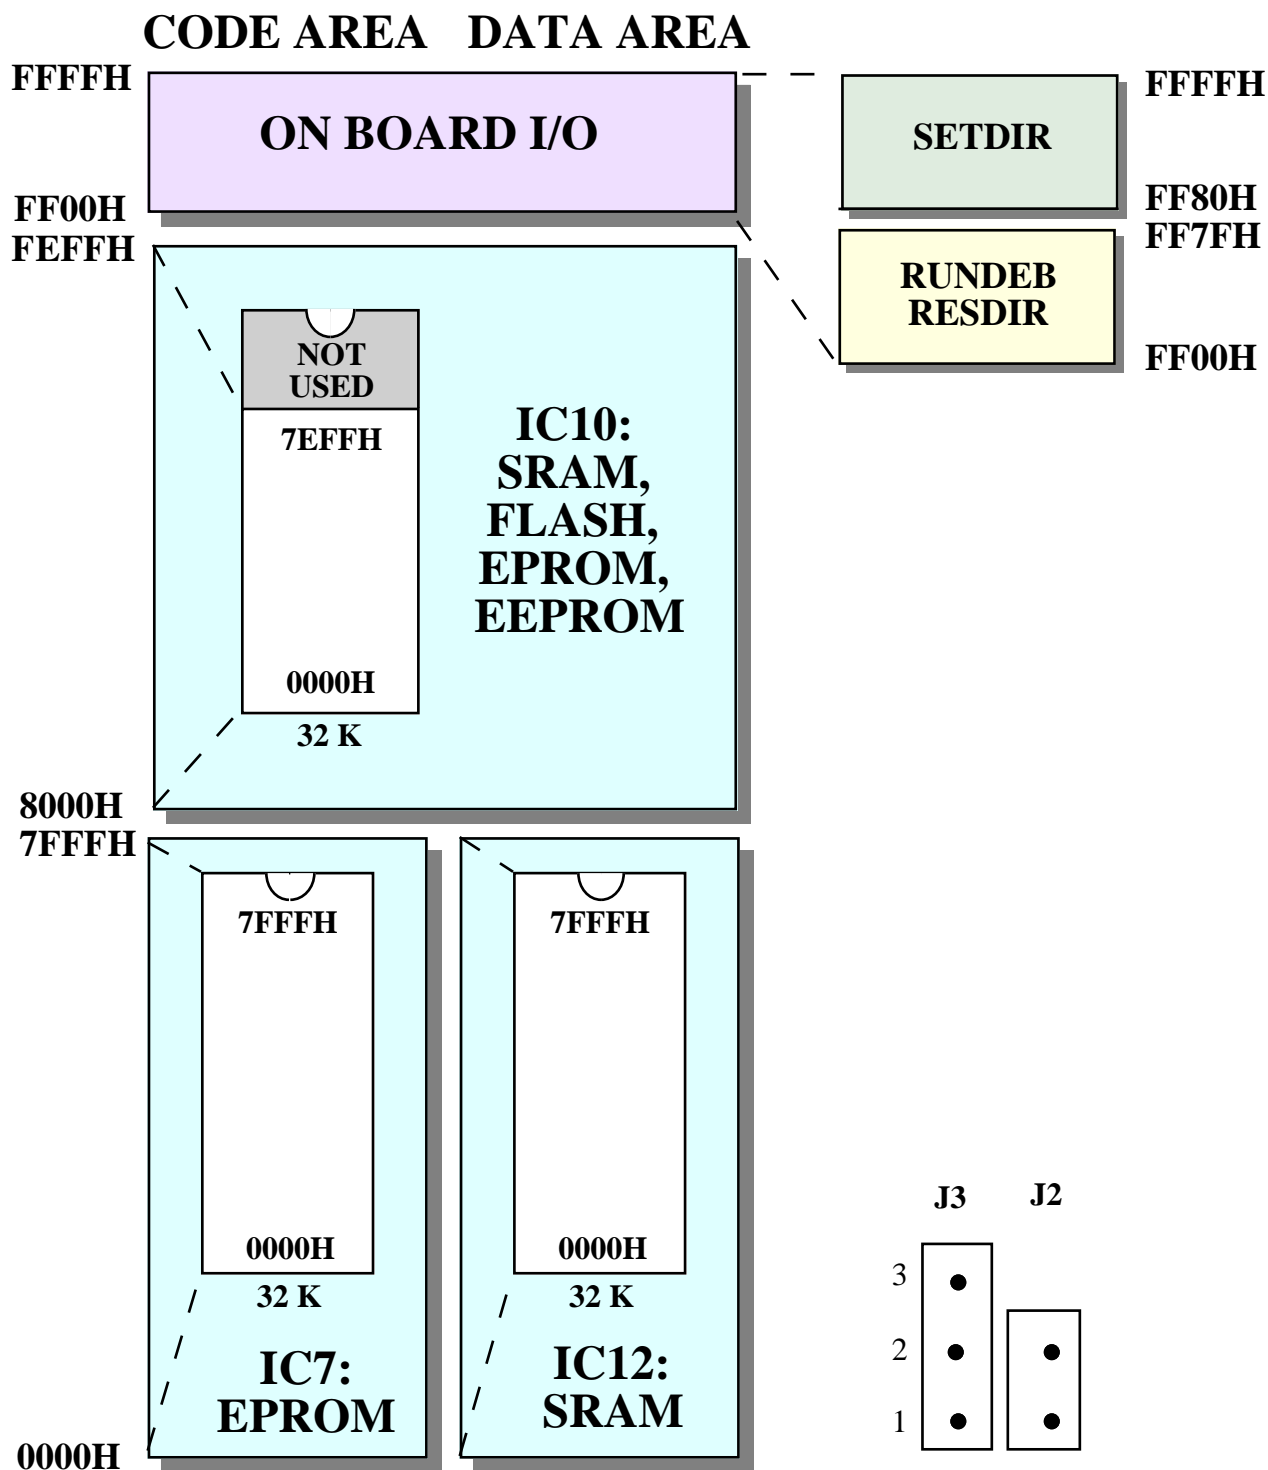 CODE AREA DATA AREA
FFFFH
ON BOARD I/O
FF00H
FFFFH
SETDIR
FF80H
FF7FH
RUNDEB
RESDIR
FF00H
FEFFH
NOT
USED
7EFFH
0000H
32 K
IC10:
SRAM,
FLASH,
EPROM,
EEPROM
8000H
7FFFH
7FFFH
0000H
32 K
IC7:
EPROM
0000H
7FFFH
0000H
32 K
IC12:
SRAM
J3 J2
3
2
1